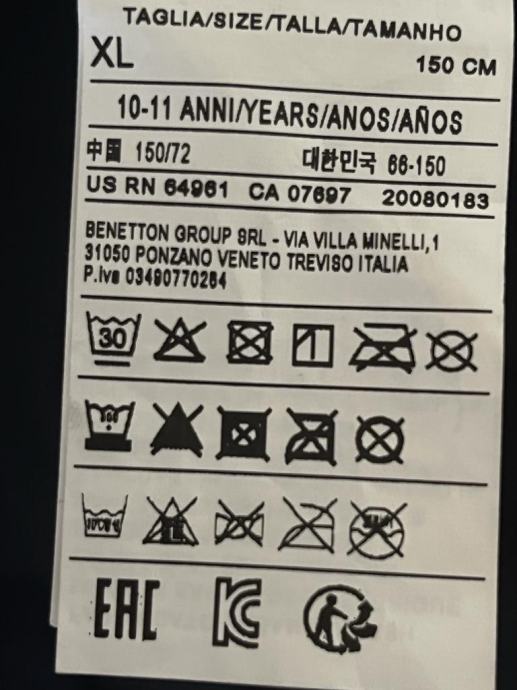 TAGLIA/SIZE/TALLA/TAMANHO
XL 150 CM
10-11 ANNI/YEARS/ANOS/AÑOS
中国 150/72 대한민국 66-150
US RN 64961 CA 07697 20080183
BENETTON GROUP SRL - VIA VILLA MINELLI,1
31050 PONZANO VENETO TREVISO ITALIA
P.Iva 03490770264
30
EAC KC